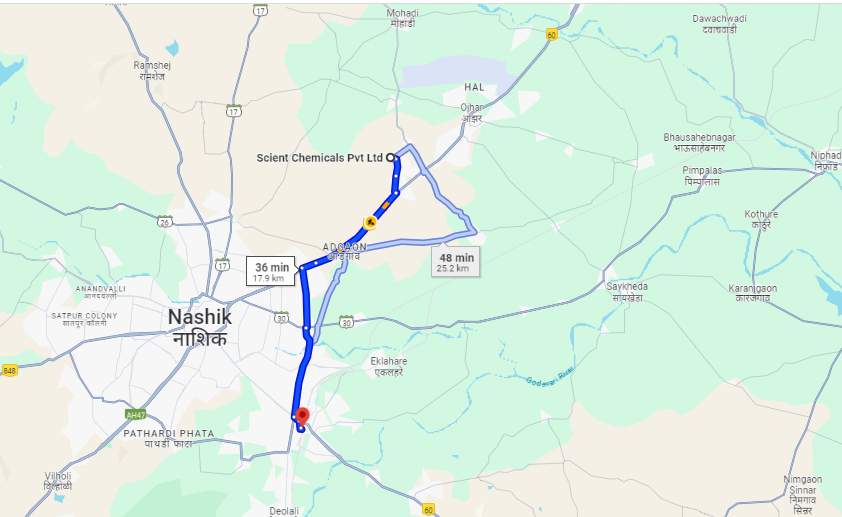 17
Mohadi
मोहाडी
Dawachwadi
दवाचवाडी
60
Ramshej
रामशेज
HAL
Ojhar
ओझर
17
Bhausahebnagar
भाऊसाहेबनगर
Scient Chemicals Pvt Ltd
Niphad
निफाड
Pimpalas
पिम्पालास
Kothure
कोठुरे
26
ADGAON
आडगाव
17
36 min
17.9 km
48 min
25.2 km
ANANDVALLI
आनंदवल्ली
Saykheda
सायखेडा
Karanjgaon
कारंजगाव
SATPUR COLONY
सातपूर कॉलनी
Nashik
नाशिक
30
30
Eklahare
एकलहरे
848
Godavari River
AH47
PATHARDI PHATA
पाथर्डी फाटा
Vilholi
विल्होळी
Nimgaon
Sinnar
निमगाव
सिन्नर
Deolali
60